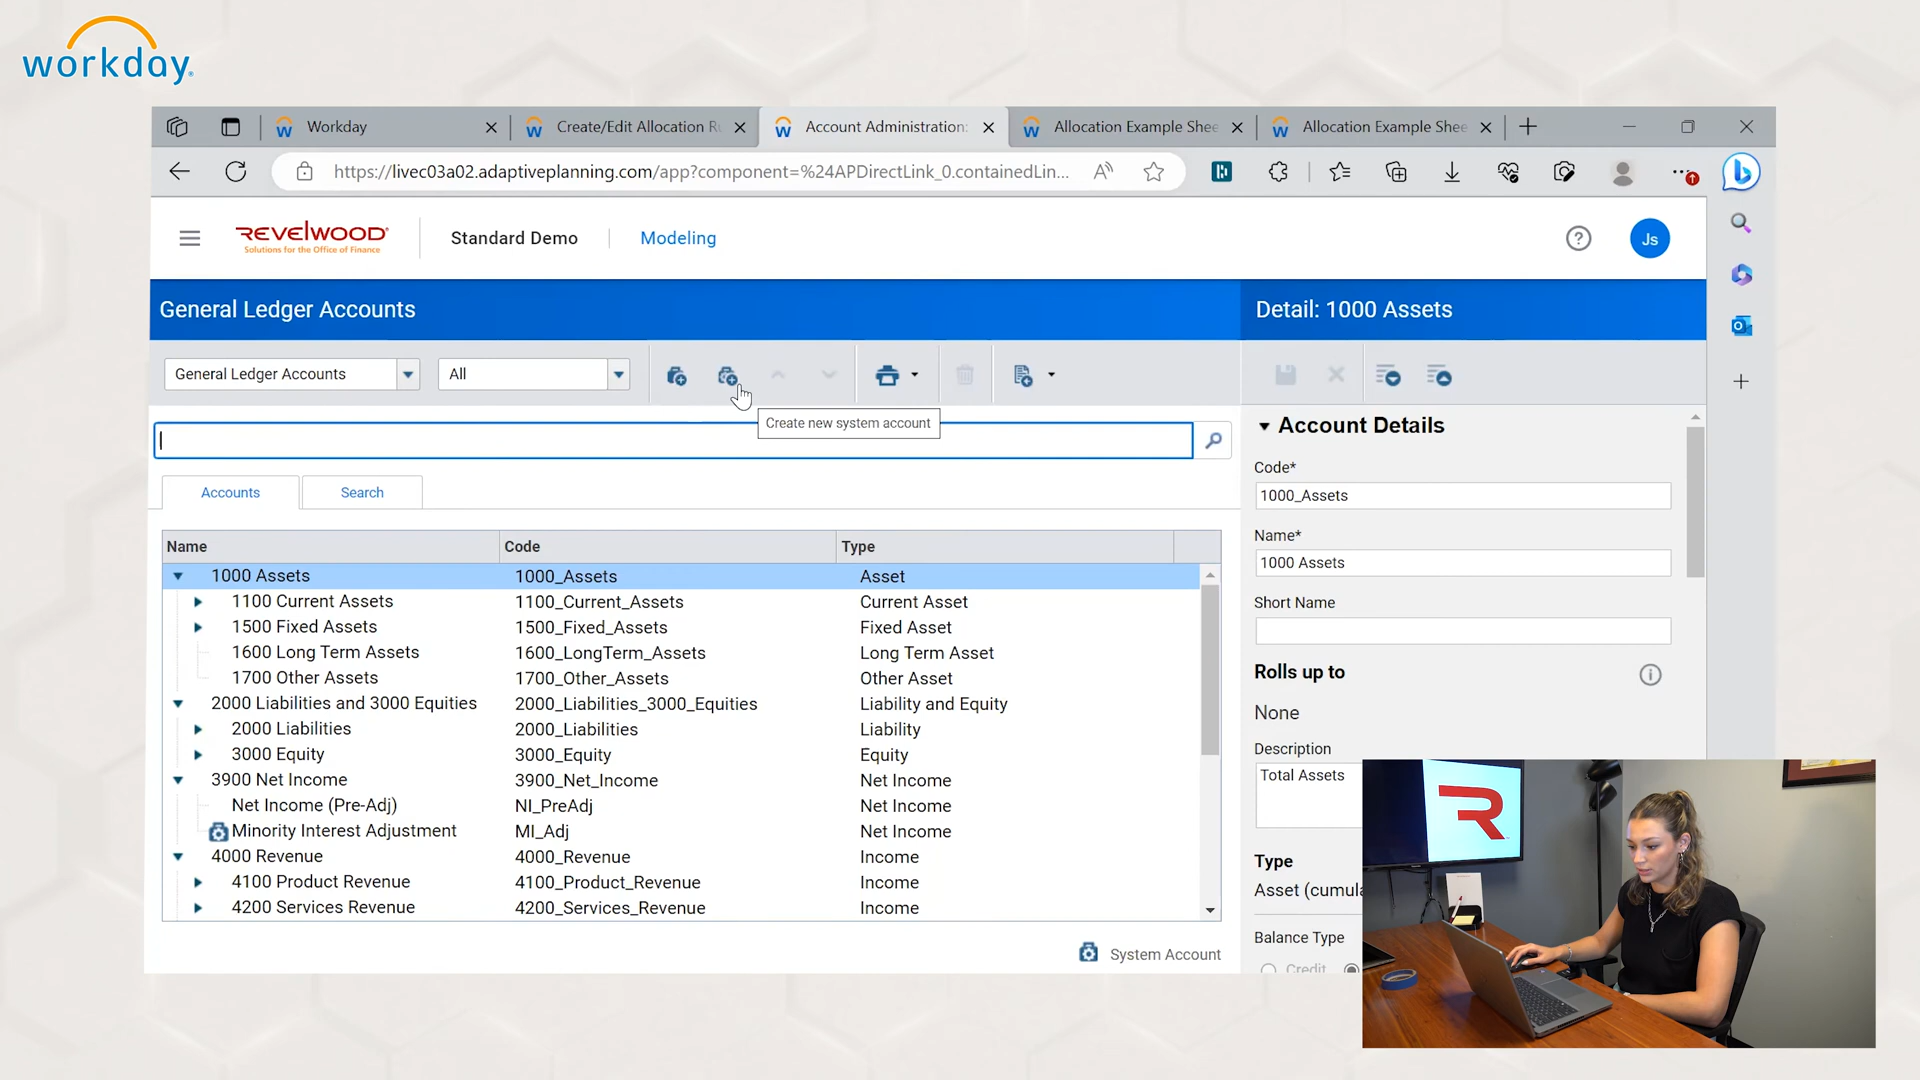 workday.
Workday
Create/Edit Allocation Ru
Account Administration:
Allocation Example Shee
Allocation Example Shee
https://livec03a02.adaptiveplanning.com/app?component=%24APDirectLink_0.containedLin...
REVELWOOD
Solutions for the Office of Finance
Standard Demo
Modeling
Js
General Ledger Accounts
Detail: 1000 Assets
General Ledger Accounts
All
Create new system account
Accounts
Search
Name Code Type
1000 Assets 1000_Assets Asset
1100 Current Assets 1100_Current_Assets Current Asset
1500 Fixed Assets 1500_Fixed_Assets Fixed Asset
1600 Long Term Assets 1600_LongTerm_Assets Long Term Asset
1700 Other Assets 1700_Other_Assets Other Asset
2000 Liabilities and 3000 Equities 2000_Liabilities_3000_Equities Liability and Equity
2000 Liabilities 2000_Liabilities Liability
3000 Equity 3000_Equity Equity
3900 Net Income 3900_Net_Income Net Income
Net Income (Pre-Adj) NI_PreAdj Net Income
Minority Interest Adjustment MI_Adj Net Income
4000 Revenue 4000_Revenue Income
4100 Product Revenue 4100_Product_Revenue Income
4200 Services Revenue 4200_Services_Revenue Income
System Account
Account Details
Code*
1000_Assets
Name*
1000 Assets
Short Name
Rolls up to
None
Description
Total Assets
Type
Asset (cumula
Balance Type
Credit
R